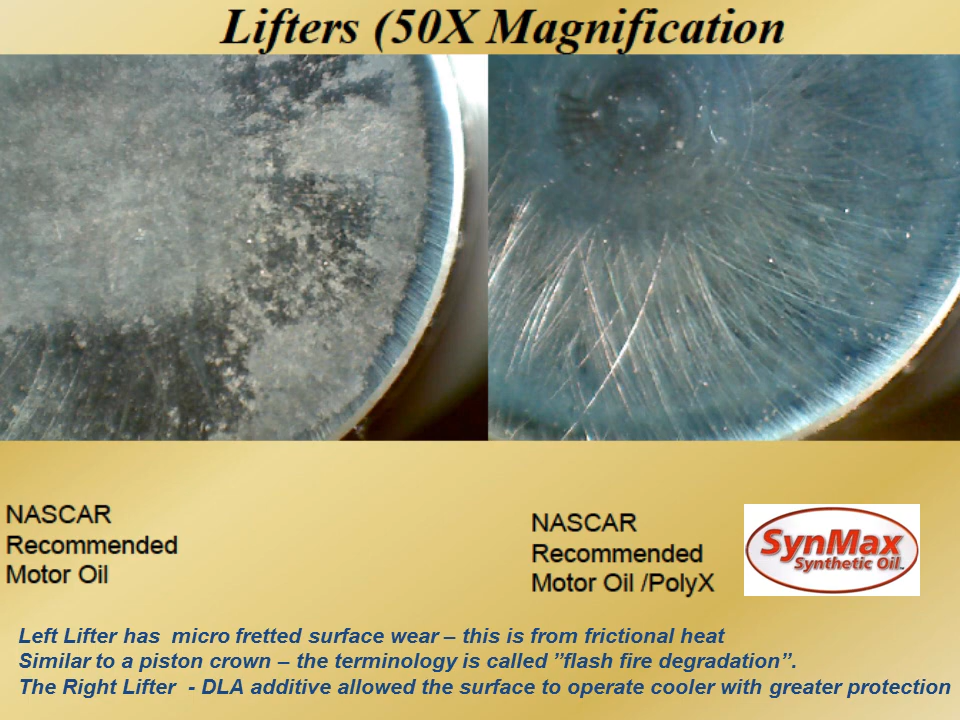 Lifters (50X Magnification
NASCAR
Recommended
Motor Oil
NASCAR
Recommended
Motor Oil /PolyX
SynMax
Synthetic Oil
Left Lifter has  micro fretted surface wear – this is from frictional heat
Similar to a piston crown – the terminology is called ”flash fire degradation”.
The Right Lifter  - DLA additive allowed the surface to operate cooler with greater protection